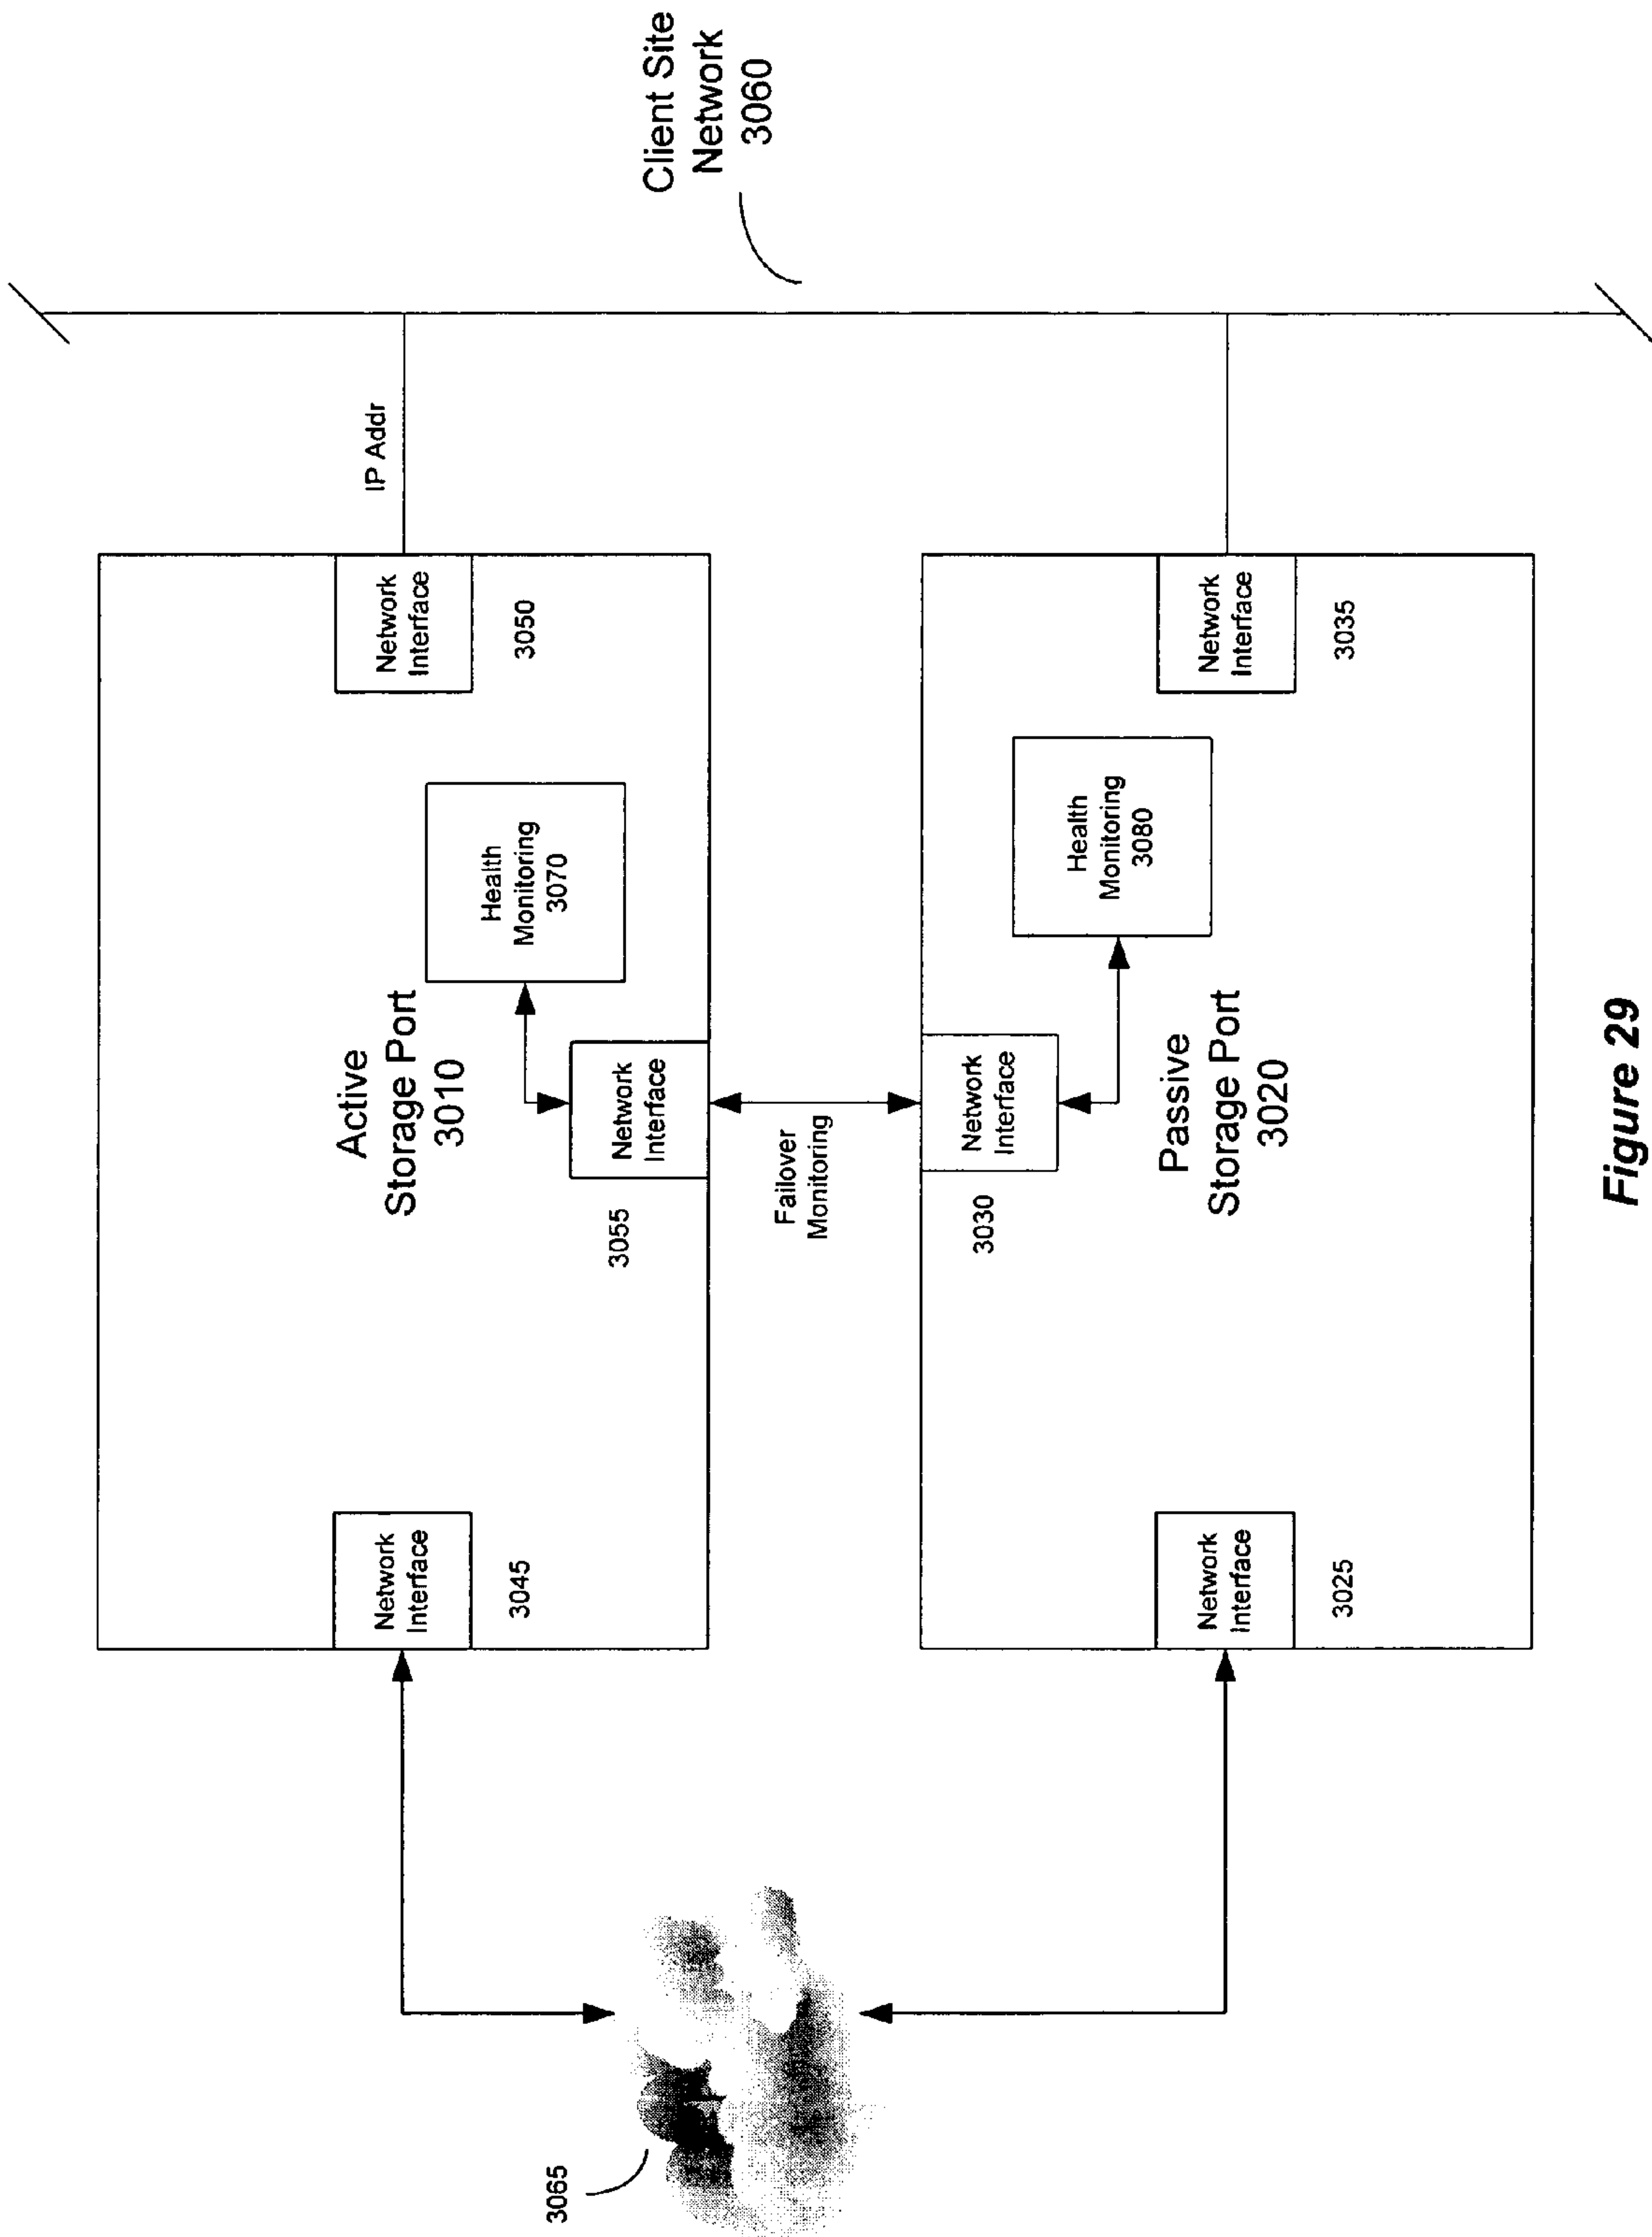 Client Site
Network
3060
IP Addr
Network
Interface
3050
Health
Monitoring
3070
Active
Storage Port
3010
Network
Interface
3055
Network
Interface
3045
Failover
Monitoring
3065
Network
Interface
3035
Health
Monitoring
3080
Network
Interface
3030
Passive
Storage Port
3020
Network
Interface
3025
Figure 29